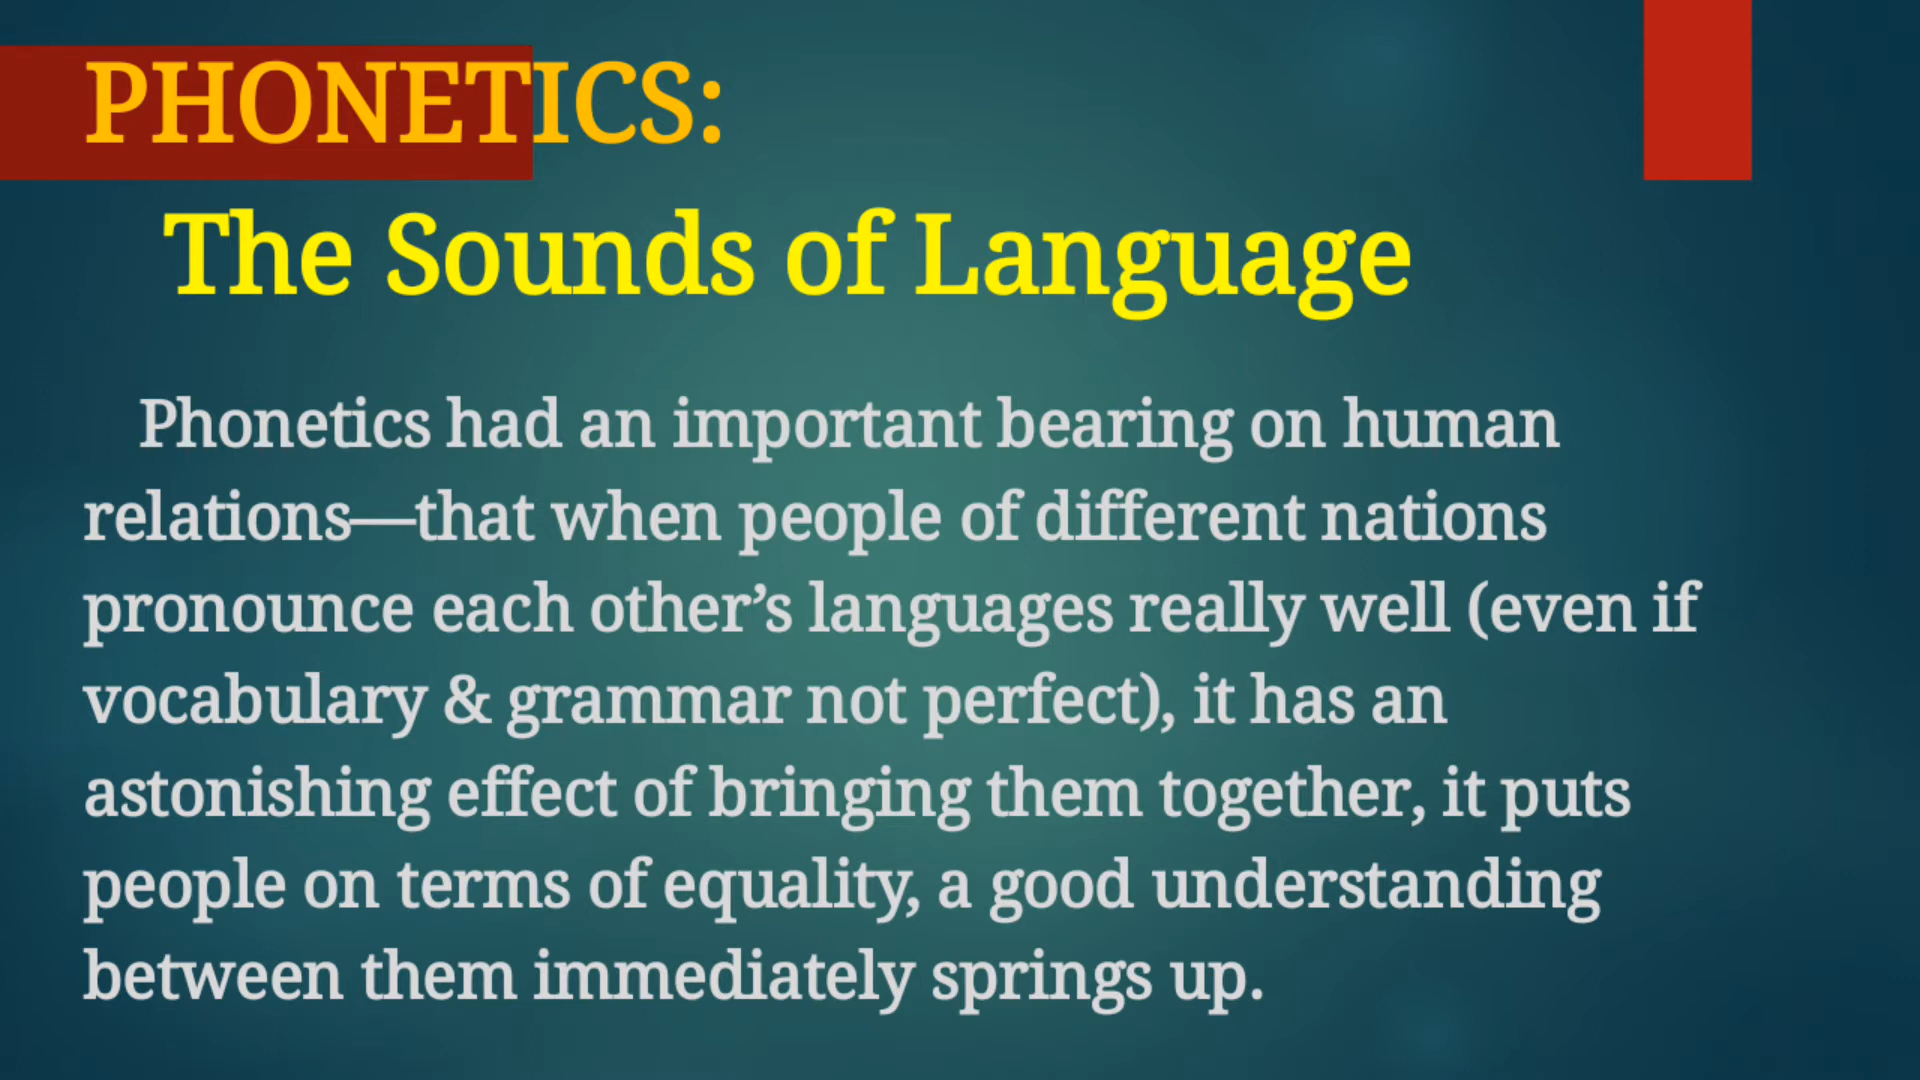 PHONETICS:
The Sounds of Language
Phonetics had an important bearing on human
relations—that when people of different nations
pronounce each other’s languages really well (even if
vocabulary & grammar not perfect), it has an
astonishing effect of bringing them together, it puts
people on terms of equality, a good understanding
between them immediately springs up.